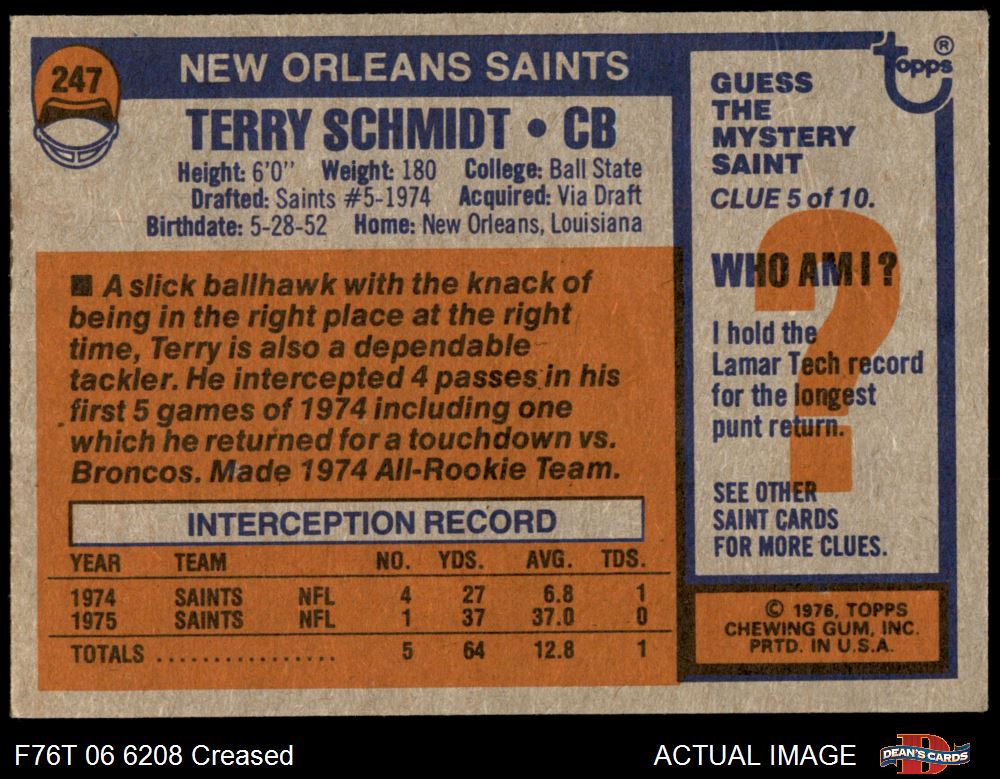 247
NEW ORLEANS SAINTS
TERRY SCHMIDT • CB
Height: 6'0" Weight: 180 College: Ball State
Drafted: Saints #5-1974 Acquired: Via Draft
Birthdate: 5-28-52 Home: New Orleans, Louisiana
■ A slick ballhawk with the knack of
being in the right place at the right
time, Terry is also a dependable
tackler. He intercepted 4 passes in his
first 5 games of 1974 including one
which he returned for a touchdown vs.
Broncos. Made 1974 All-Rookie Team.
INTERCEPTION RECORD
YEAR TEAM NO. YDS. AVG. TDS.
1974 SAINTS NFL 4 27 6.8 1
1975 SAINTS NFL 1 37 37.0 0
TOTALS ................. 5 64 12.8 1
topps ®
GUESS
THE
MYSTERY
SAINT
CLUE 5 of 10.
WHO AM I ?
I hold the
Lamar Tech record
for the longest
punt return.
SEE OTHER
SAINT CARDS
FOR MORE CLUES.
© 1976, TOPPS
CHEWING GUM, INC.
PRTD. IN U.S.A.
F76T 06 6208 Creased
ACTUAL IMAGE
DEAN'S CARDS